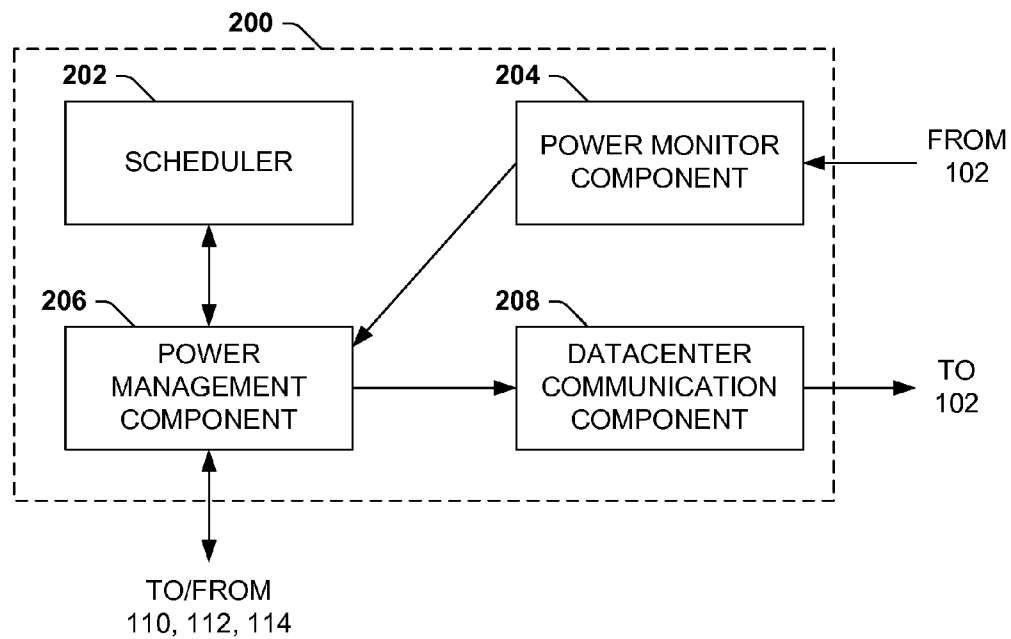 200
202
204
SCHEDULER
POWER MONITOR
COMPONENT
FROM
102
206
208
POWER
MANAGEMENT
COMPONENT
DATACENTER
COMMUNICATION
COMPONENT
TO
102
TO/FROM
110, 112, 114